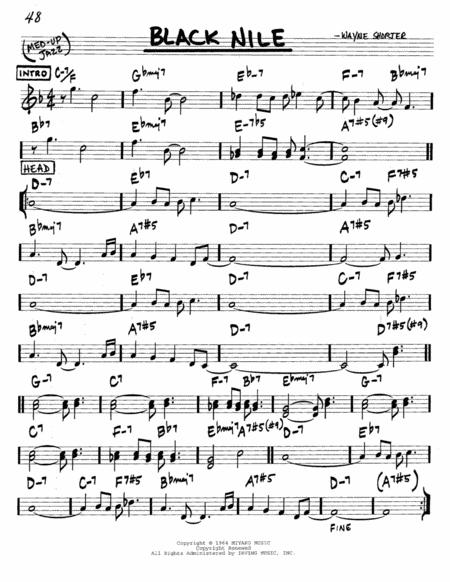 48
BLACK NILE
-WAYNE SHORTER
(MED-UP JAZZ)
INTRO C-7/F Gbmaj7 Eb-7 F-7 Bbmaj7
Bb7 Ebmaj7 E-7b5 A7#5(#9)
HEAD
D-7 Eb7 D-7 C-7 F7#5
Bbmaj7 A7#5 D-7
D-7 Eb7 D-7 C-7 F7#5
Bbmaj7 A7#5 D-7 D7#5(#9)
G-7 C7 F-7 Bb7 Ebmaj7 G-7
C7 F-7 Bb7 Ebmaj7 A7#5(#9)
D-7 C-7 F7#5 Bbmaj7 A7#5 D-7 (A7#5)
FINE
Copyright © 1964 MIYAKO MUSIC
Copyright Renewed
All Rights Administered by IRVING MUSIC, INC.